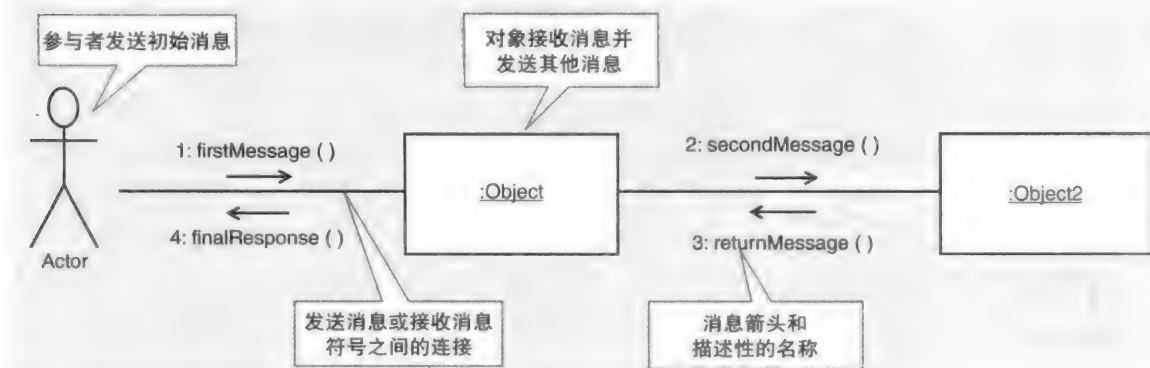 参与者发送初始消息
对象接收消息并
发送其他消息
1: firstMessage ( )
2: secondMessage ( )
:Object
:Object2
4: finalResponse ( )
3: returnMessage ( )
Actor
发送消息或接收消息
符号之间的连接
消息箭头和
描述性的名称